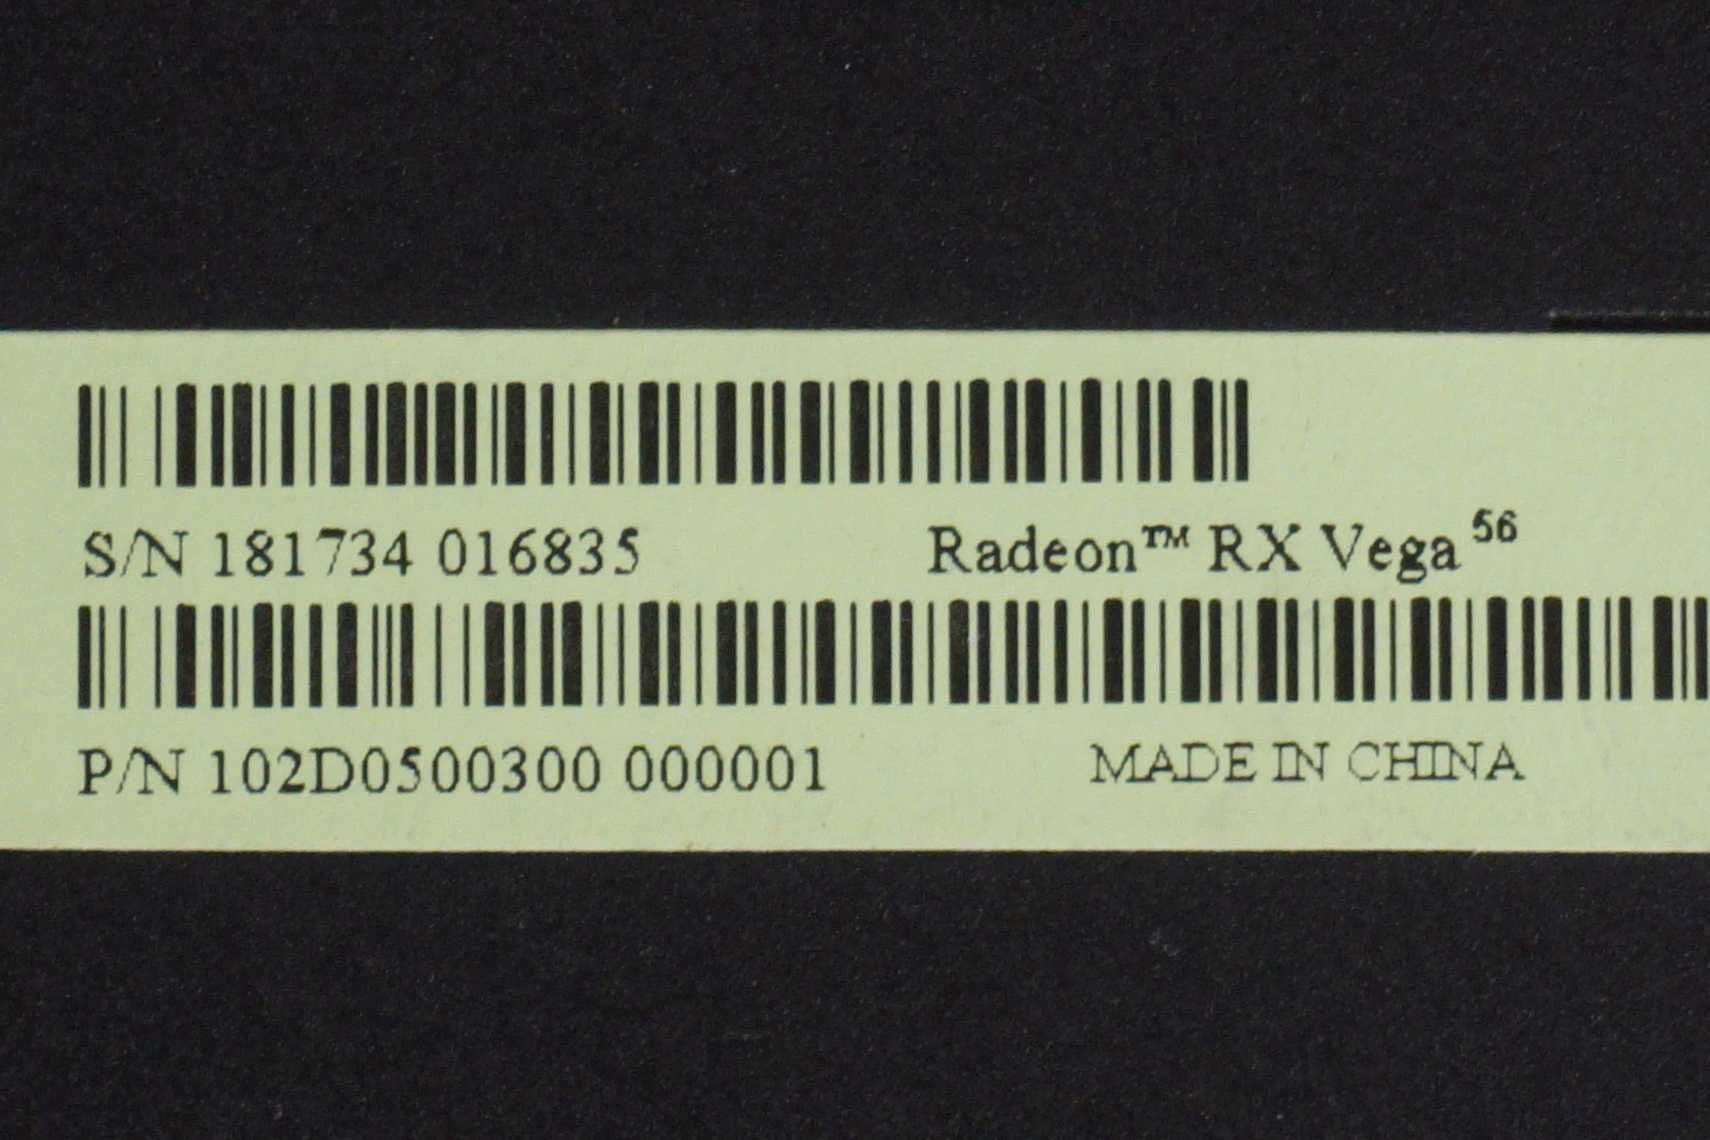 S/N 181734 016835 Radeon™ RX Vega 56
P/N 102D0500300 000001 MADE IN CHINA